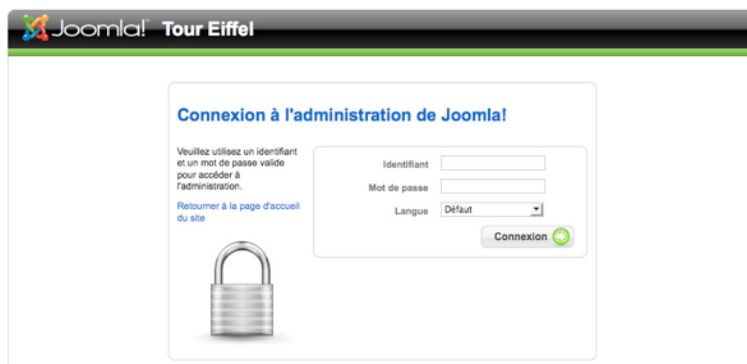 Joomla! Tour Eiffel
Connexion à l'administration de Joomla!
Veuillez utilisez un identifiant
et un mot de passe valide
pour accéder à
l'administration.
Retourner à la page d'accueil
du site
Identifiant
Mot de passe
Langue Défaut
Connexion